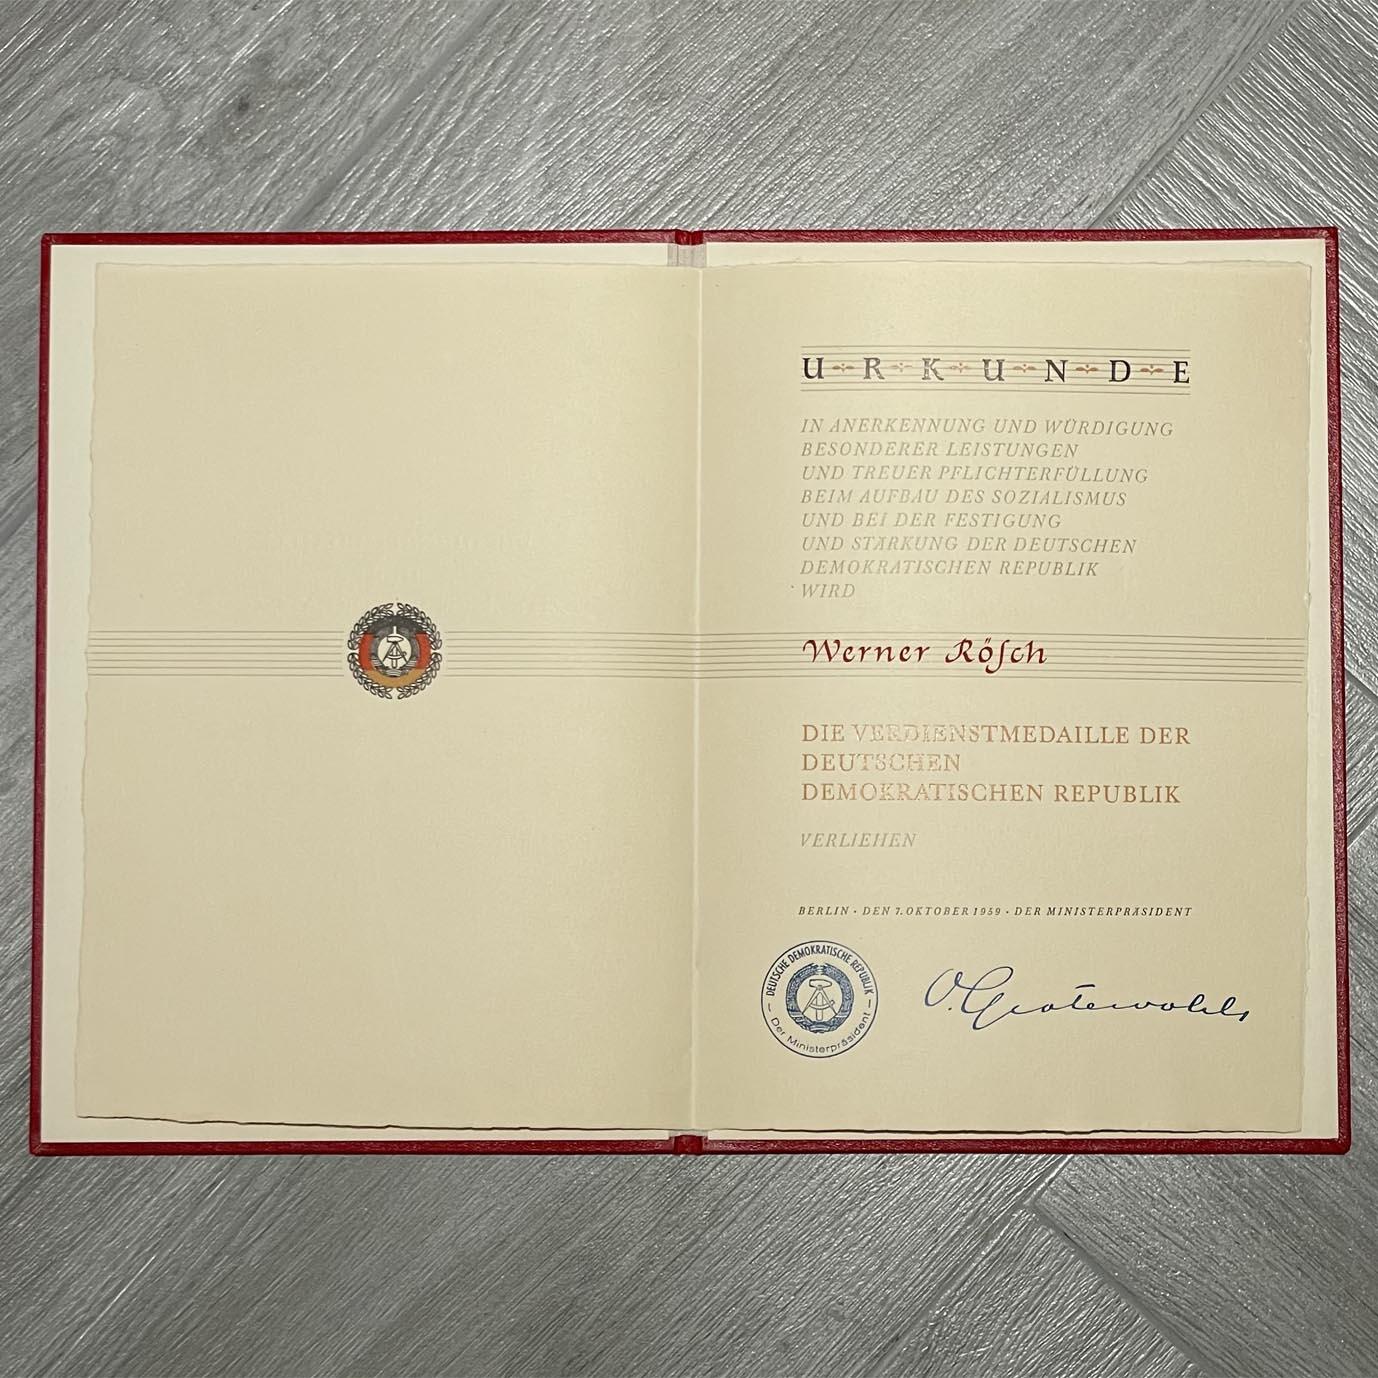 URKUNDE
IN ANERKENNUNG UND WÜRDIGUNG
BESONDERER LEISTUNGEN
UND TREUER PFLICHTERFÜLLUNG
BEIM AUFBAU DES SOZIALISMUS
UND BEI DER FESTIGUNG
UND STÄRKUNG DER DEUTSCHEN
DEMOKRATISCHEN REPUBLIK
WIRD
Werner Röſch
DIE VERDIENSTMEDAILLE DER
DEUTSCHEN
DEMOKRATISCHEN REPUBLIK
VERLIEHEN
BERLIN · DEN 7. OKTOBER 1959 · DER MINISTERPRÄSIDENT
DEUTSCHE DEMOKRATISCHE REPUBLIK
— Der Ministerpräsident —
O. Grotewohl